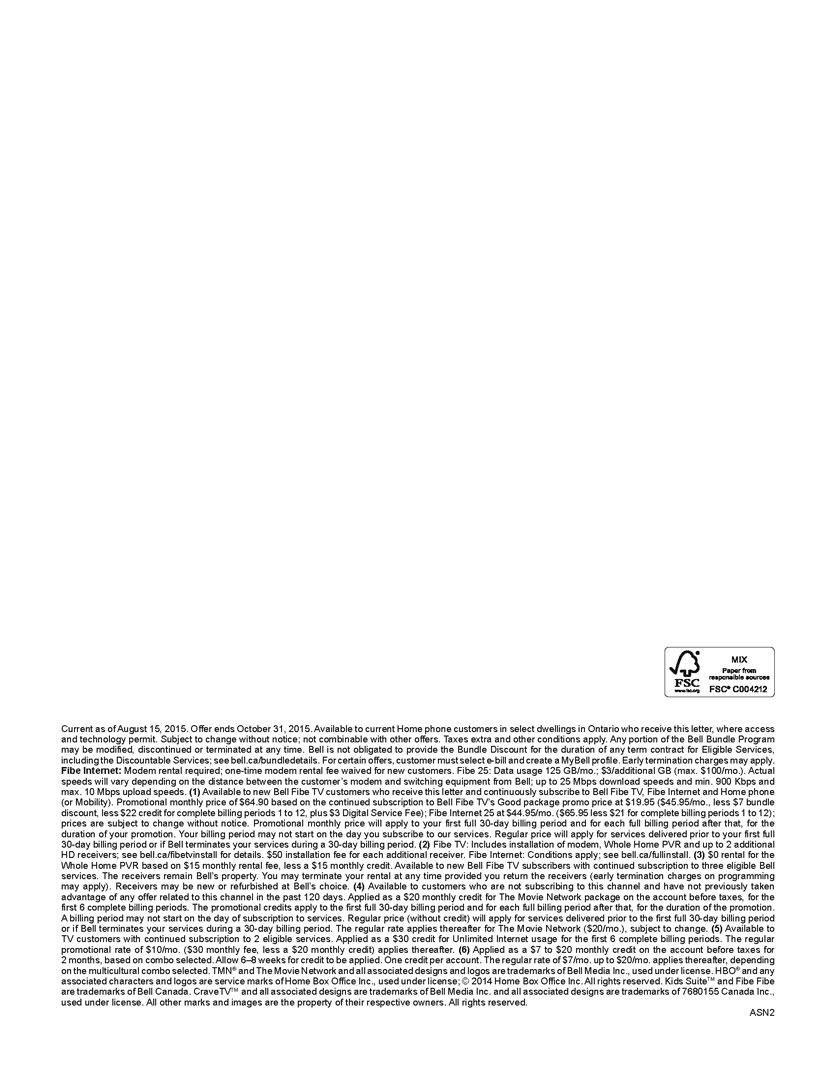 MIX
Paper from
responsible sources
FSC
www.fsc.org
FSC® C004212
Current as of August 15, 2015. Offer ends October 31, 2015. Available to current Home phone customers in select dwellings in Ontario who receive this letter, where access
and technology permit. Subject to change without notice; not combinable with other offers. Taxes extra and other conditions apply. Any portion of the Bell Bundle Program
may be modified, discontinued or terminated at any time. Bell is not obligated to provide the Bundle Discount for the duration of any term contract for Eligible Services,
including the Discountable Services; see bell.ca/bundledetails. For certain offers, customer must select e-bill and create a MyBell profile. Early termination charges may apply.
Fibe Internet: Modem rental required; one-time modem rental fee waived for new customers. Fibe 25: Data usage 125 GB/mo.; $3/additional GB (max. $100/mo.). Actual
speeds will vary depending on the distance between the customer's modem and switching equipment from Bell; up to 25 Mbps download speeds and min. 900 Kbps and
max. 10 Mbps upload speeds. (1) Available to new Bell Fibe TV customers who receive this letter and continuously subscribe to Bell Fibe TV, Fibe Internet and Home phone
(or Mobility). Promotional monthly price of $64.90 based on the continued subscription to Bell Fibe TV's Good package promo price at $19.95 ($45.95/mo., less $7 bundle
discount, less $22 credit for complete billing periods 1 to 12, plus $3 Digital Service Fee); Fibe Internet 25 at $44.95/mo. ($65.95 less $21 for complete billing periods 1 to 12);
prices are subject to change without notice. Promotional monthly price will apply to your first full 30-day billing period and for each full billing period after that, for the
duration of your promotion. Your billing period may not start on the day you subscribe to our services. Regular price will apply for services delivered prior to your first full
30-day billing period or if Bell terminates your services during a 30-day billing period. (2) Fibe TV: Includes installation of modem, Whole Home PVR and up to 2 additional
HD receivers; see bell.ca/fibetvinstall for details. $50 installation fee for each additional receiver. Fibe Internet: Conditions apply; see bell.ca/fullinstall. (3) $0 rental for the
Whole Home PVR based on $15 monthly rental fee, less a $15 monthly credit. Available to new Bell Fibe TV subscribers with continued subscription to three eligible Bell
services. The receivers remain Bell's property. You may terminate your rental at any time provided you return the receivers (early termination charges on programming
may apply). Receivers may be new or refurbished at Bell's choice. (4) Available to customers who are not subscribing to this channel and have not previously taken
advantage of any offer related to this channel in the past 120 days. Applied as a $20 monthly credit for The Movie Network package on the account before taxes, for the
first 6 complete billing periods. The promotional credits apply to the first full 30-day billing period and for each full billing period after that, for the duration of the promotion.
A billing period may not start on the day of subscription to services. Regular price (without credit) will apply for services delivered prior to the first full 30-day billing period
or if Bell terminates your services during a 30-day billing period. The regular rate applies thereafter for The Movie Network ($20/mo.), subject to change. (5) Available to
TV customers with continued subscription to 2 eligible services. Applied as a $30 credit for Unlimited Internet usage for the first 6 complete billing periods. The regular
promotional rate of $10/mo. ($30 monthly fee, less a $20 monthly credit) applies thereafter. (6) Applied as a $7 to $20 monthly credit on the account before taxes for
2 months, based on combo selected. Allow 6–8 weeks for credit to be applied. One credit per account. The regular rate of $7/mo. up to $20/mo. applies thereafter, depending
on the multicultural combo selected. TMN® and The Movie Network and all associated designs and logos are trademarks of Bell Media Inc., used under license. HBO® and any
associated characters and logos are service marks of Home Box Office Inc., used under license; © 2014 Home Box Office Inc. All rights reserved. Kids Suite™ and Fibe Fibe
are trademarks of Bell Canada. CraveTV™ and all associated designs are trademarks of Bell Media Inc. and all associated designs are trademarks of 7680155 Canada Inc.,
used under license. All other marks and images are the property of their respective owners. All rights reserved.
ASN2